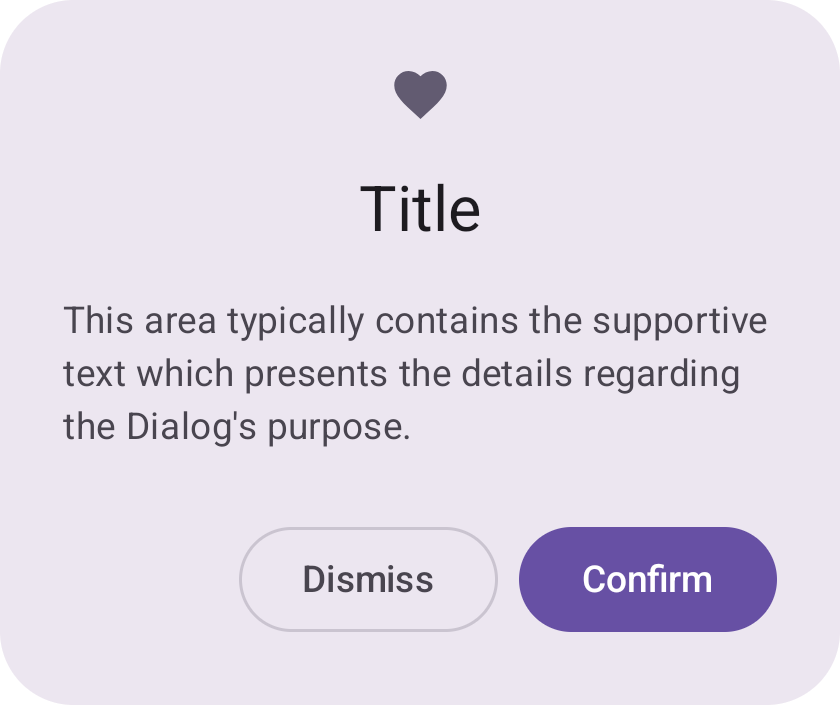 Title
This area typically contains the supportive
text which presents the details regarding
the Dialog's purpose.
Dismiss
Confirm